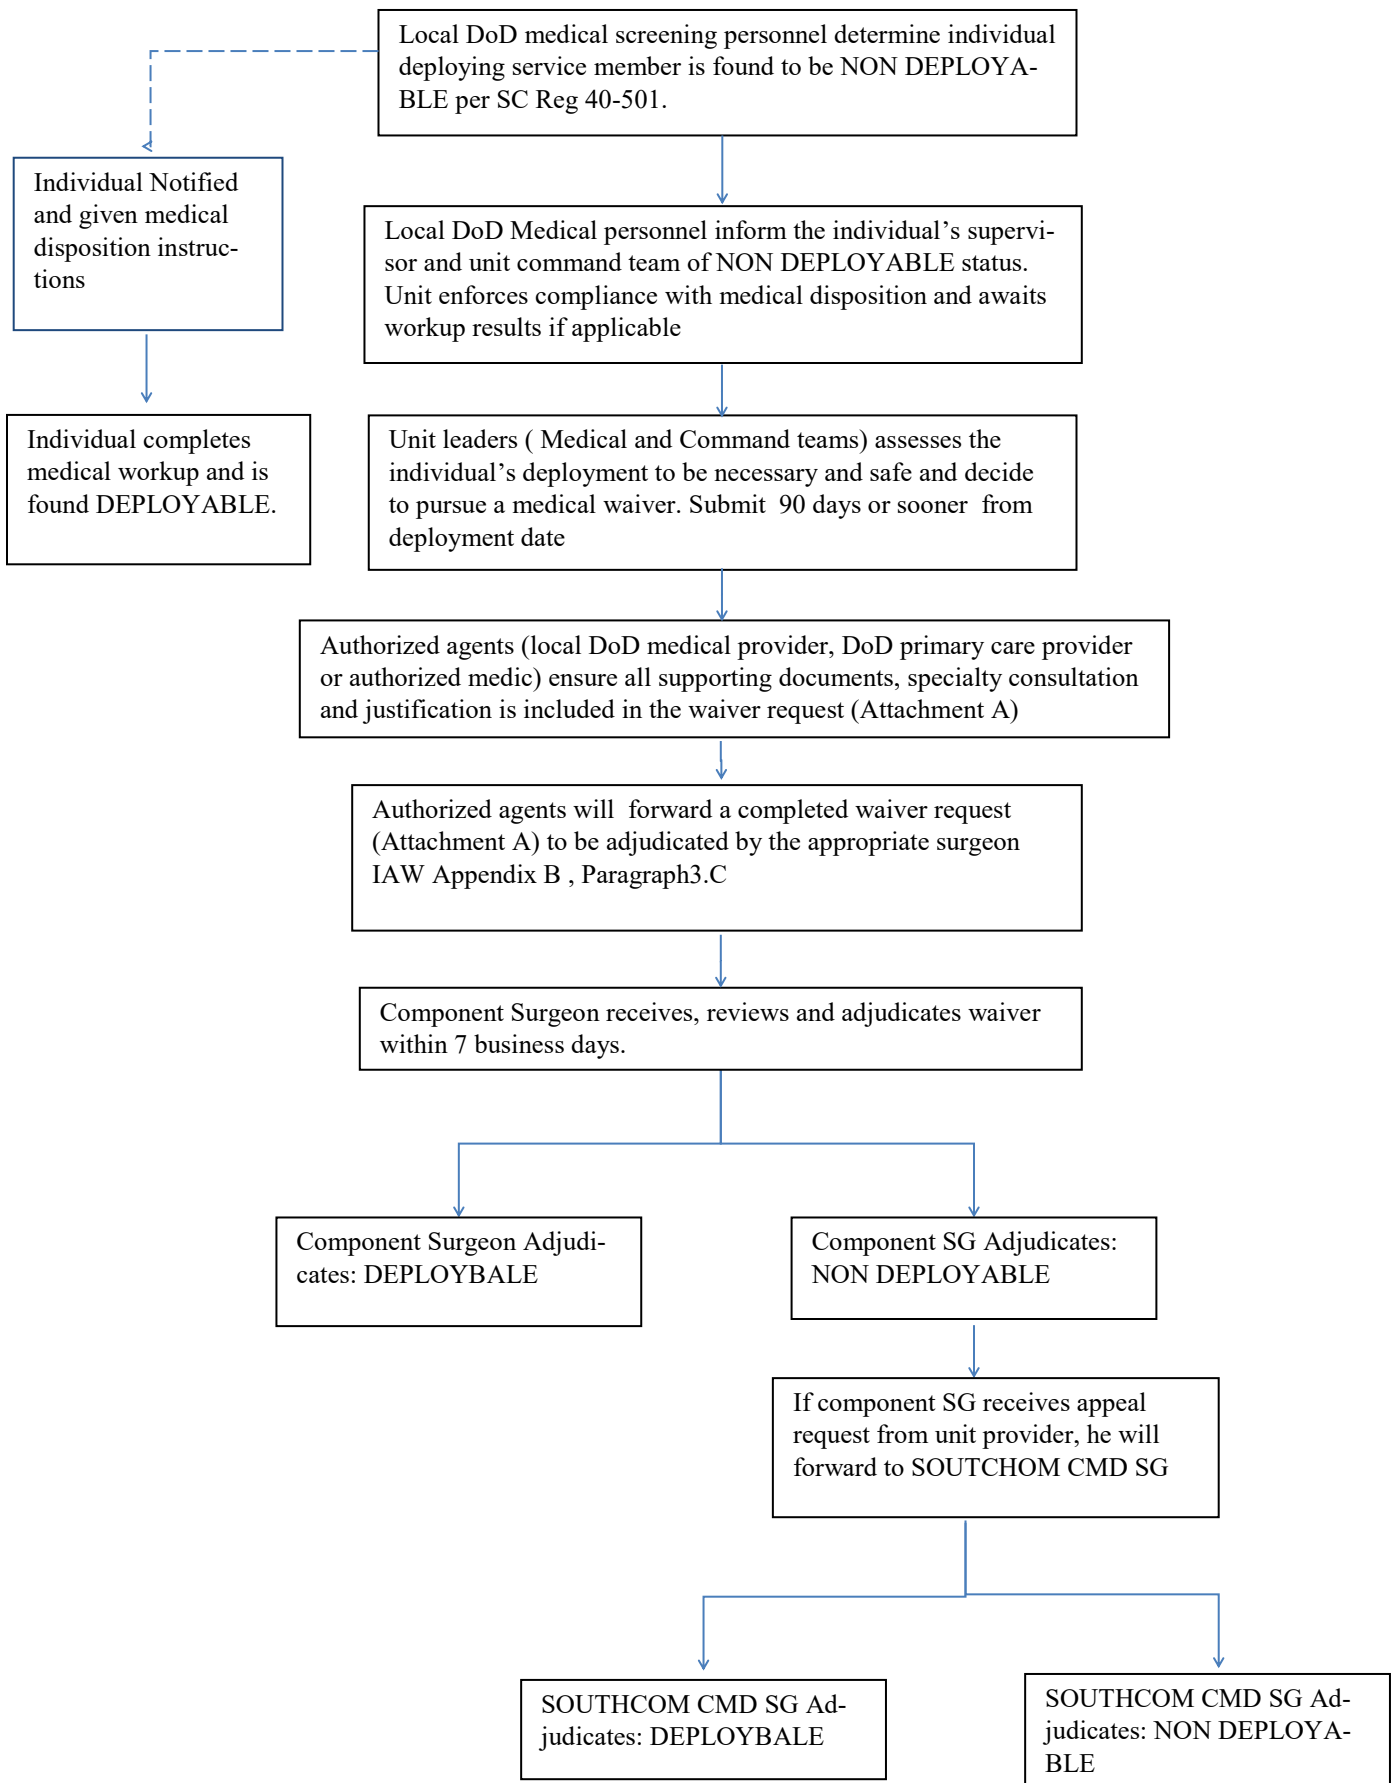 Local DoD medical screening personnel determine individual
deploying service member is found to be NON DEPLOYA-
BLE per SC Reg 40-501.
Individual Notified
and given medical
disposition instruc-
tions
Local DoD Medical personnel inform the individual’s supervi-
sor and unit command team of NON DEPLOYABLE status.
Unit enforces compliance with medical disposition and awaits
workup results if applicable
Individual completes
medical workup and is
found DEPLOYABLE.
Unit leaders ( Medical and Command teams) assesses the
individual’s deployment to be necessary and safe and decide
to pursue a medical waiver. Submit  90 days or sooner  from
deployment date
Authorized agents (local DoD medical provider, DoD primary care provider
or authorized medic) ensure all supporting documents, specialty consultation
and justification is included in the waiver request (Attachment A)
Authorized agents will  forward a completed waiver request
(Attachment A) to be adjudicated by the appropriate surgeon
IAW Appendix B , Paragraph3.C
Component Surgeon receives, reviews and adjudicates waiver
within 7 business days.
Component Surgeon Adjudi-
cates: DEPLOYBALE
Component SG Adjudicates:
NON DEPLOYABLE
If component SG receives appeal
request from unit provider, he will
forward to SOUTCHOM CMD SG
SOUTHCOM CMD SG Ad-
judicates: DEPLOYBALE
SOUTHCOM CMD SG Ad-
judicates: NON DEPLOYA-
BLE